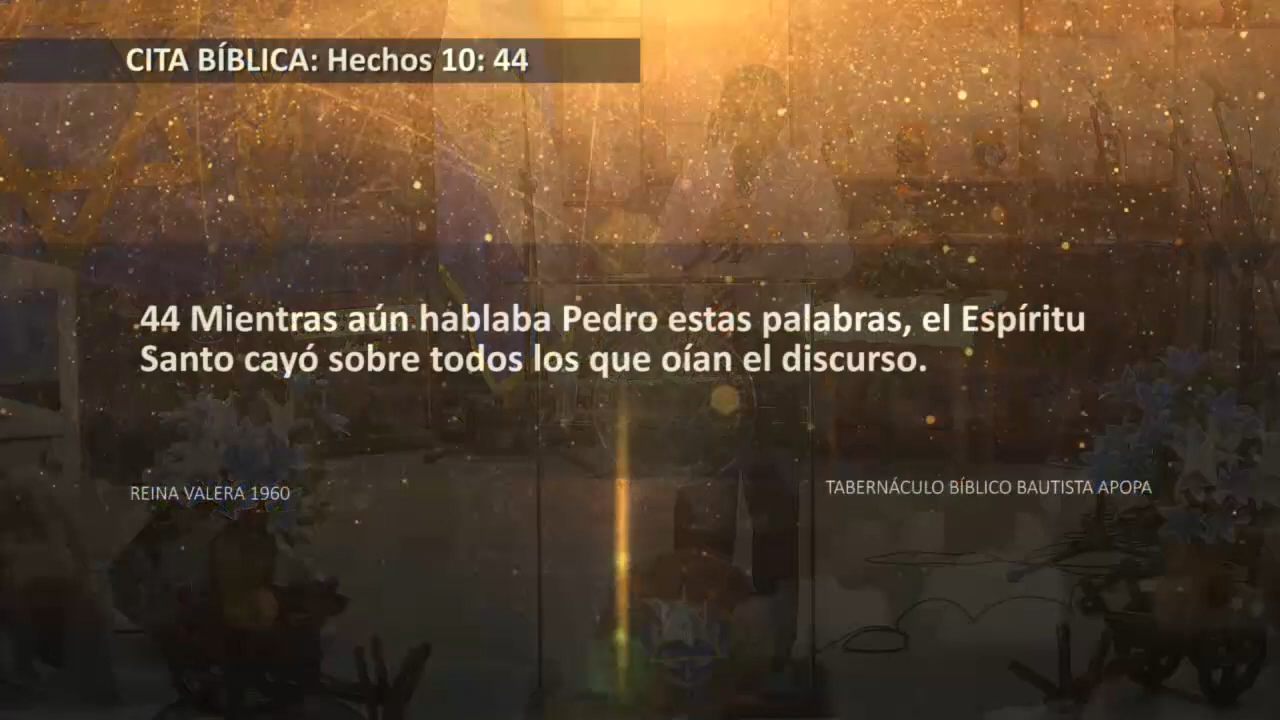 CITA BÍBLICA: Hechos 10: 44
44 Mientras aún hablaba Pedro estas palabras, el Espíritu
Santo cayó sobre todos los que oían el discurso.
REINA VALERA 1960
TABERNÁCULO BÍBLICO BAUTISTA APOPA